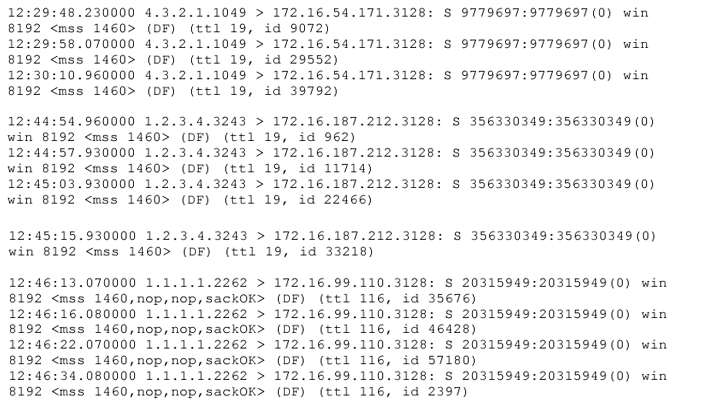 12:29:48.230000 4.3.2.1.1049 > 172.16.54.171.3128: S 9779697:9779697(0) win
8192 <mss 1460> (DF) (ttl 19, id 9072)
12:29:58.070000 4.3.2.1.1049 > 172.16.54.171.3128: S 9779697:9779697(0) win
8192 <mss 1460> (DF) (ttl 19, id 29552)
12:30:10.960000 4.3.2.1.1049 > 172.16.54.171.3128: S 9779697:9779697(0) win
8192 <mss 1460> (DF) (ttl 19, id 39792)
12:44:54.960000 1.2.3.4.3243 > 172.16.187.212.3128: S 356330349:356330349(0)
win 8192 <mss 1460> (DF) (ttl 19, id 962)
12:44:57.930000 1.2.3.4.3243 > 172.16.187.212.3128: S 356330349:356330349(0)
win 8192 <mss 1460> (DF) (ttl 19, id 11714)
12:45:03.930000 1.2.3.4.3243 > 172.16.187.212.3128: S 356330349:356330349(0)
win 8192 <mss 1460> (DF) (ttl 19, id 22466)
12:45:15.930000 1.2.3.4.3243 > 172.16.187.212.3128: S 356330349:356330349(0)
win 8192 <mss 1460> (DF) (ttl 19, id 33218)
12:46:13.070000 1.1.1.1.2262 > 172.16.99.110.3128: S 20315949:20315949(0) win
8192 <mss 1460,nop,nop,sackOK> (DF) (ttl 116, id 35676)
12:46:16.080000 1.1.1.1.2262 > 172.16.99.110.3128: S 20315949:20315949(0) win
8192 <mss 1460,nop,nop,sackOK> (DF) (ttl 116, id 46428)
12:46:22.070000 1.1.1.1.2262 > 172.16.99.110.3128: S 20315949:20315949(0) win
8192 <mss 1460,nop,nop,sackOK> (DF) (ttl 116, id 57180)
12:46:34.080000 1.1.1.1.2262 > 172.16.99.110.3128: S 20315949:20315949(0) win
8192 <mss 1460,nop,nop,sackOK> (DF) (ttl 116, id 2397)